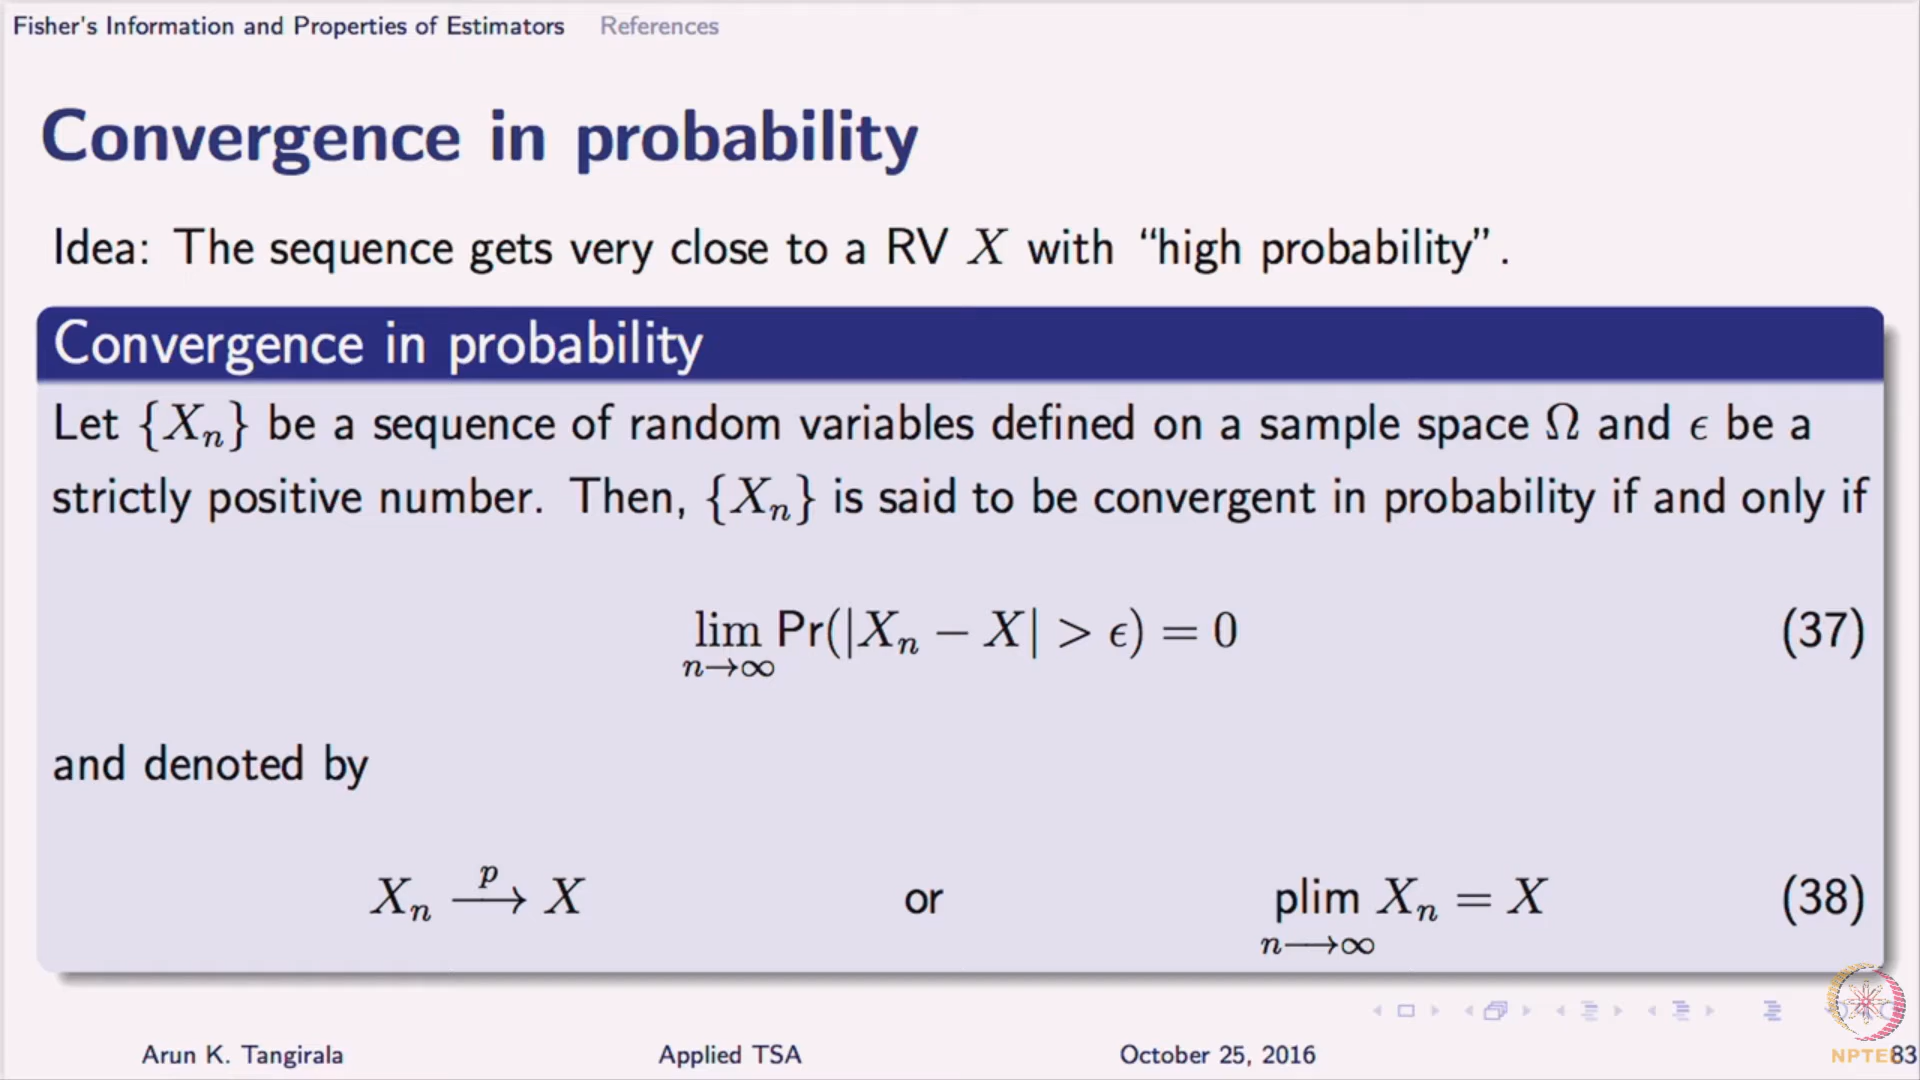 Fisher's Information and Properties of Estimators References
Convergence in probability
Idea: The sequence gets very close to a RV X with “high probability”.
Convergence in probability
Let {Xₙ} be a sequence of random variables defined on a sample space Ω and ϵ be a
strictly positive number. Then, {Xₙ} is said to be convergent in probability if and only if
lim Pr(|Xₙ − X| > ϵ) = 0 (37)
n→∞
and denoted by
p
Xₙ ⟶ X or plim Xₙ = X (38)
n⟶∞
Arun K. Tangirala Applied TSA October 25, 2016 83
NPTEL